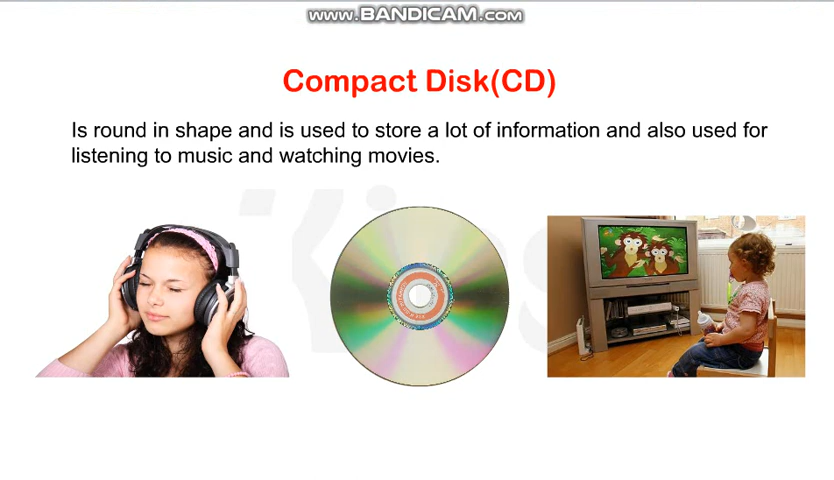 www.BANDICAM.com
Compact Disk(CD)
Is round in shape and is used to store a lot of information and also used for
listening to music and watching movies.